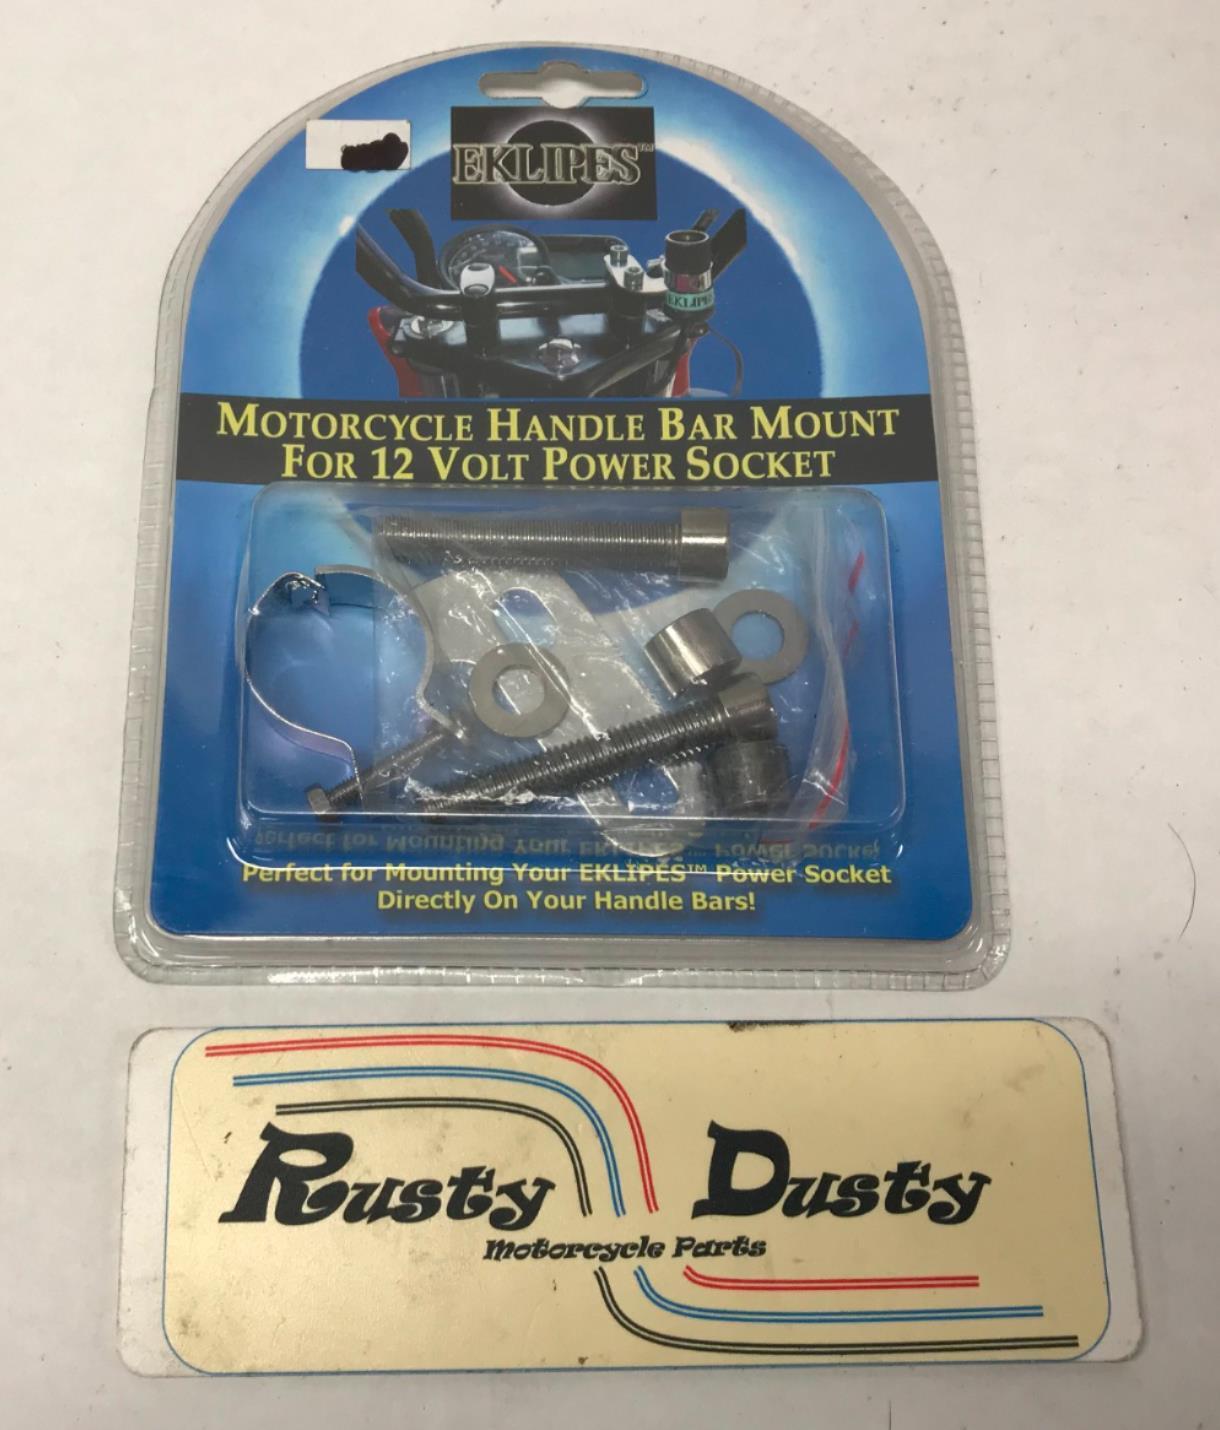 EKLIPES™
EKLIPES
MOTORCYCLE HANDLE BAR MOUNT
FOR 12 VOLT POWER SOCKET
Perfect for Mounting Your EKLIPES™ Power Socket
Directly On Your Handle Bars!
Rusty Dusty
Motorcycle Parts